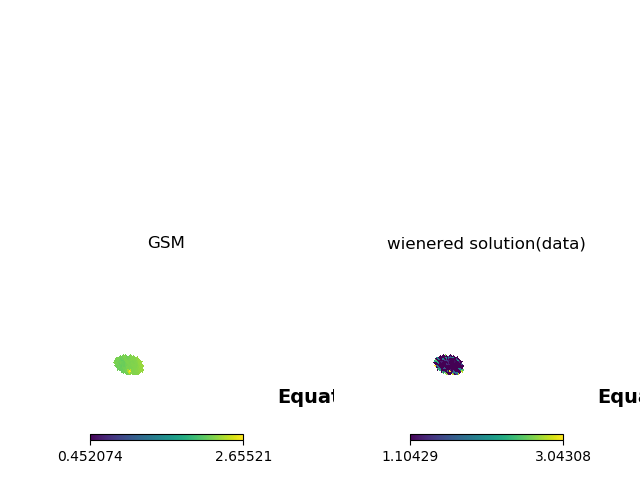 GSM
wienered solution(data)
Equat
Equa
0.452074 2.65521
1.10429 3.04308